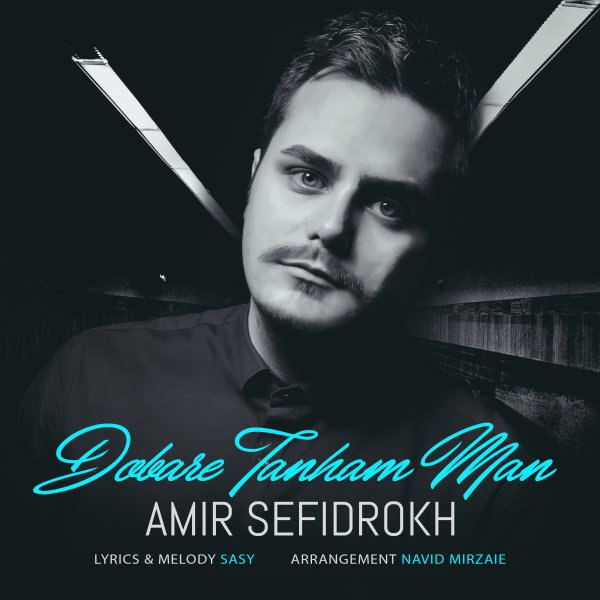 Dobare Tanham Man
AMIR SEFIDROKH
LYRICS & MELODY SASY ARRANGEMENT NAVID MIRZAIE